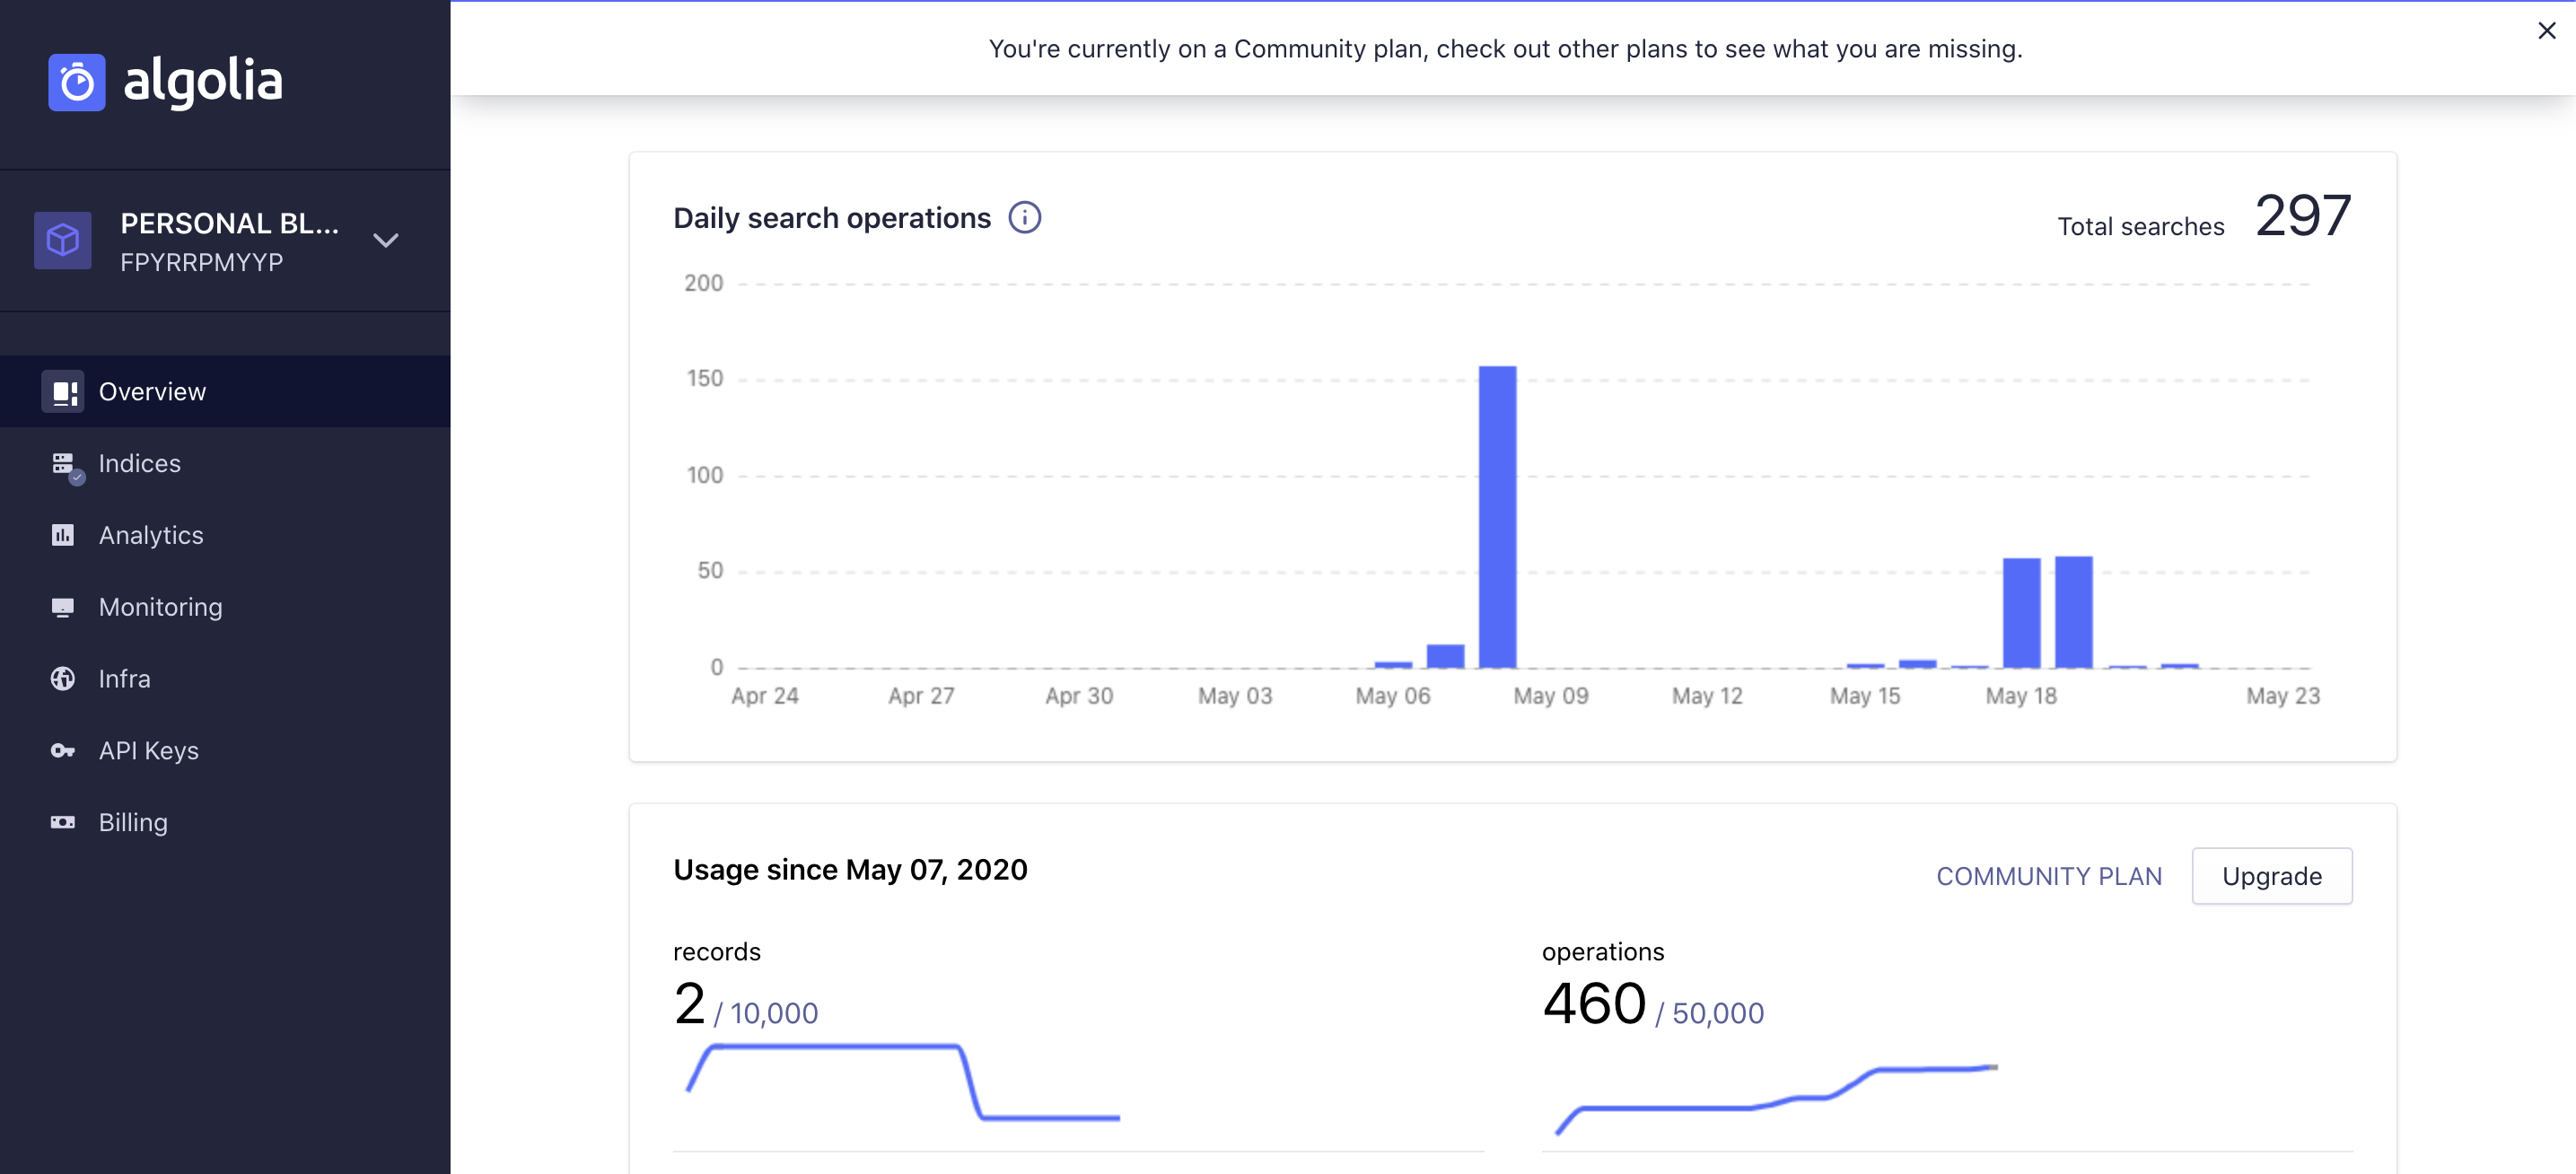 algolia
PERSONAL BL...
FPYRRPMYYP
Overview
Indices
Analytics
Monitoring
Infra
API Keys
Billing
You're currently on a Community plan, check out other plans to see what you are missing.
Daily search operations
Total searches 297
200
150
100
50
0
Apr 24 Apr 27 Apr 30 May 03 May 06 May 09 May 12 May 15 May 18 May 23
Usage since May 07, 2020
COMMUNITY PLAN Upgrade
records
2 / 10,000
operations
460 / 50,000